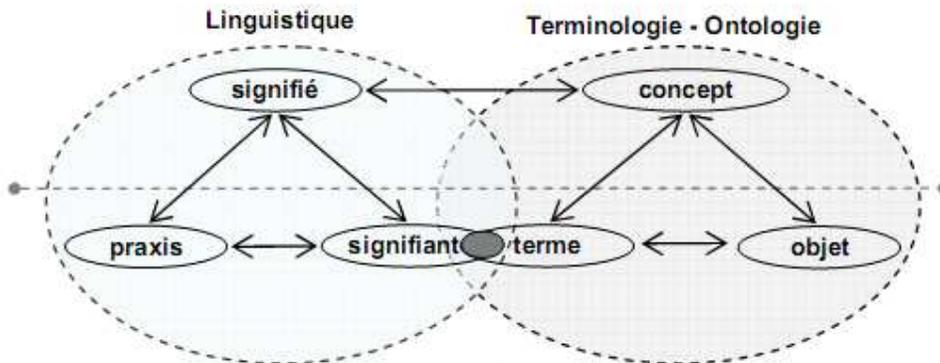 Linguistique
Terminologie - Ontologie
signifié
concept
praxis
signifiant
terme
objet